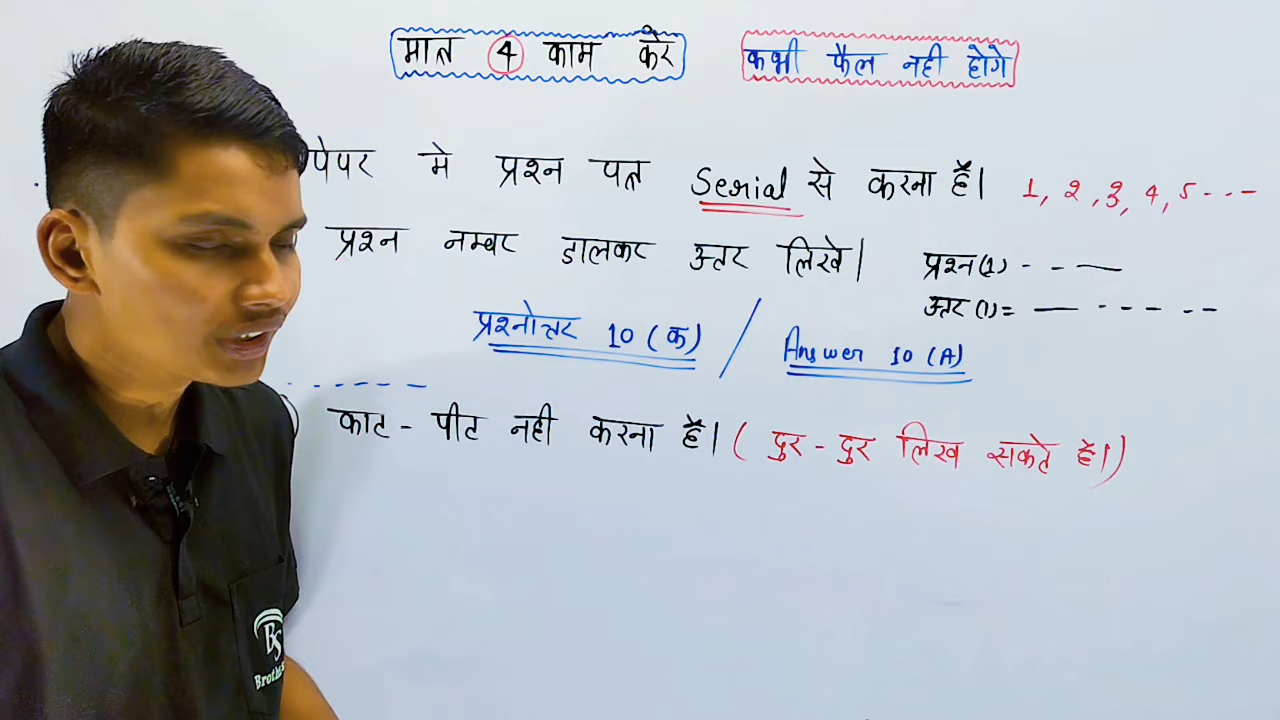 मात्र 4 काम करे कभी फैल नही होगे
पेपर मे प्रश्न पत्र Serial से करना है। 1, 2, 3, 4, 5 - - -
प्रश्न नम्बर डालकर उत्तर लिखे। प्रश्न (1) - - —
उत्तर (1) = — - - - - -
प्रश्नोत्तर 10 (क) / Answer 10 (A)
काट - पीट नही करना है। ( दुर - दुर लिख सकते है।)
BS